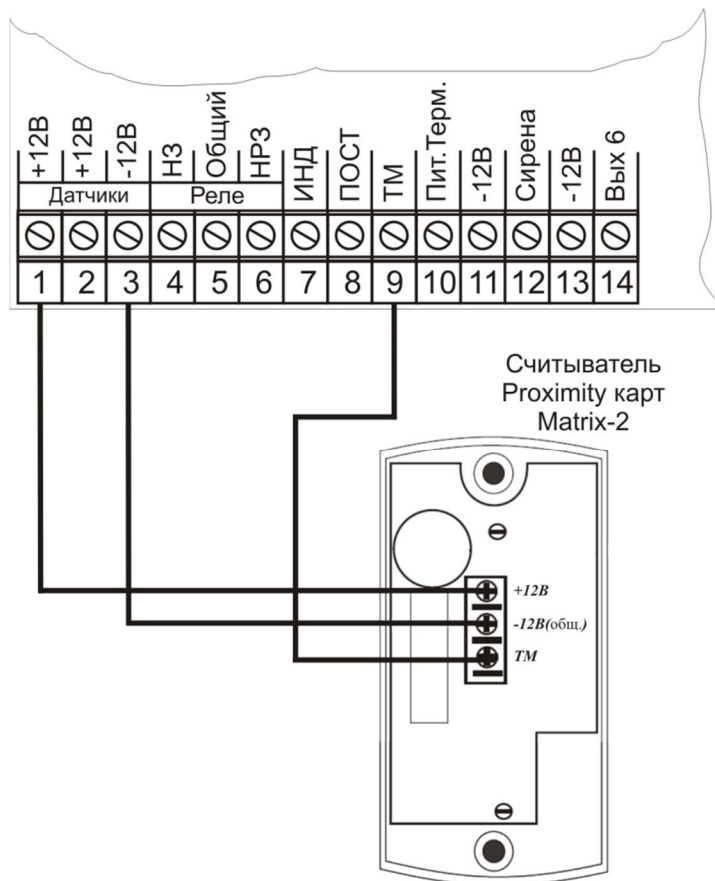 +12В +12В -12В НЗ Общий НРЗ ИНД ПОСТ ТМ Пит.Терм. -12В Сирена -12В Вых 6
Датчики Реле
1 2 3 4 5 6 7 8 9 10 11 12 13 14
Считыватель
Proximity карт
Matrix-2
+12В
-12В(общ.)
ТМ